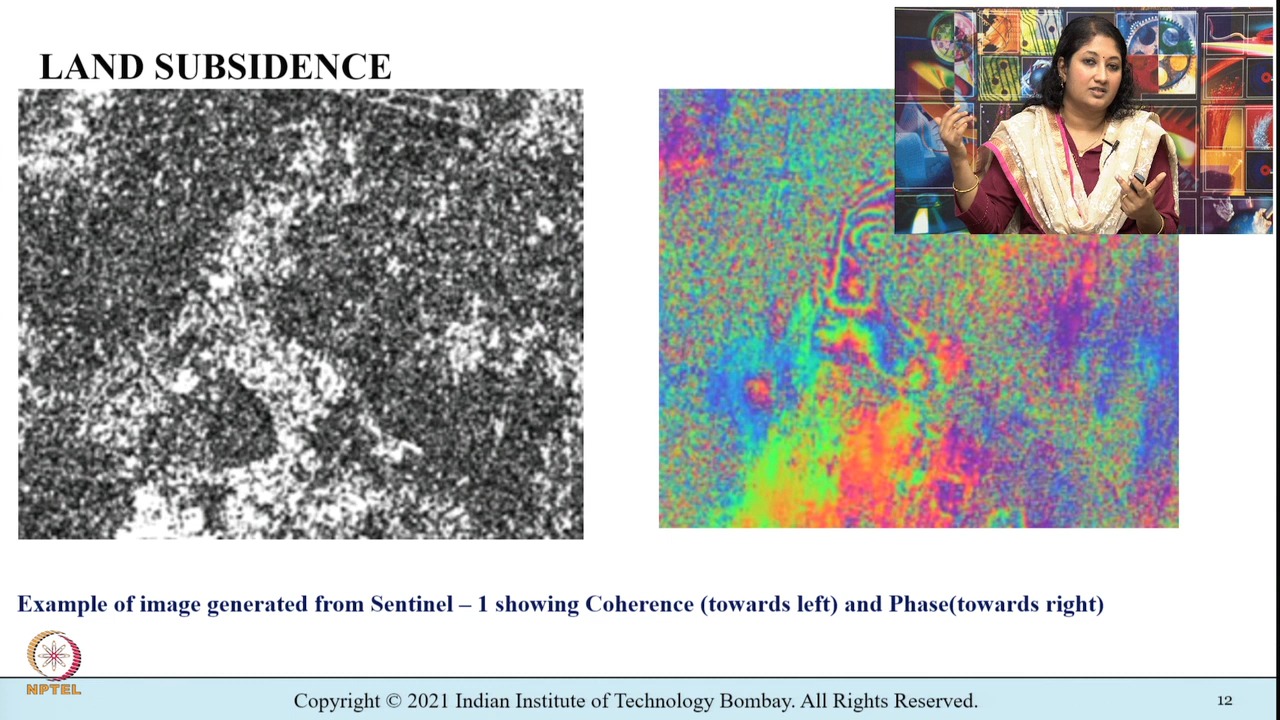 LAND SUBSIDENCE
Example of image generated from Sentinel – 1 showing Coherence (towards left) and Phase(towards right)
NPTEL
Copyright © 2021 Indian Institute of Technology Bombay. All Rights Reserved.
12